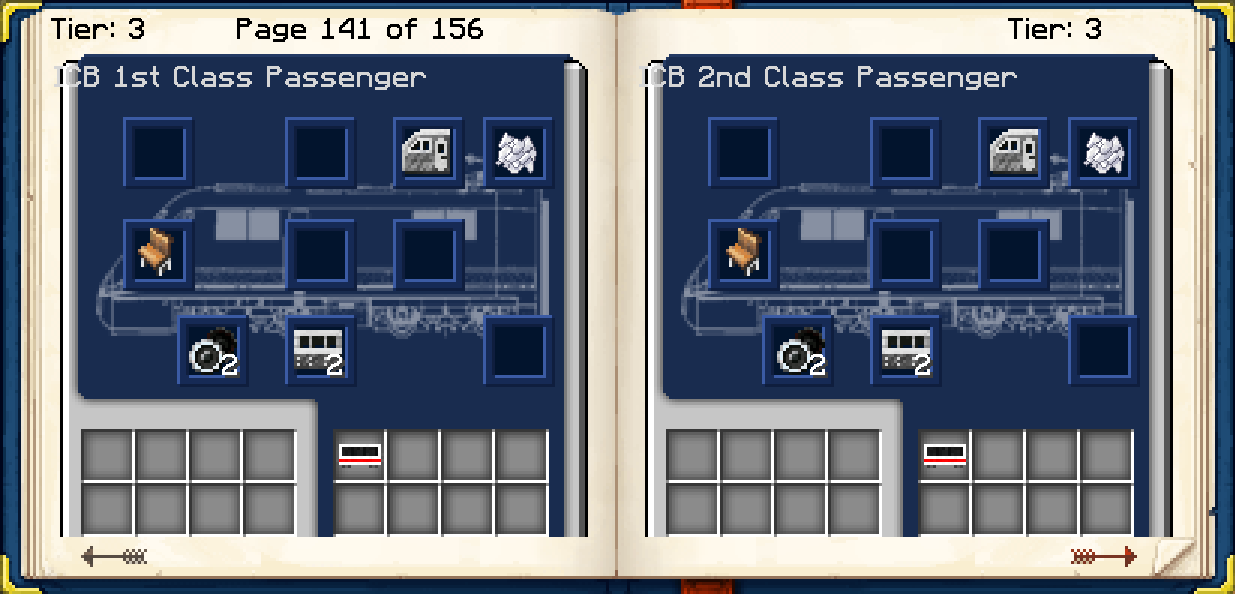 Tier: 3
Page 141 of 156
ICB 1st Class Passenger
2
2
Tier: 3
ICB 2nd Class Passenger
2
2